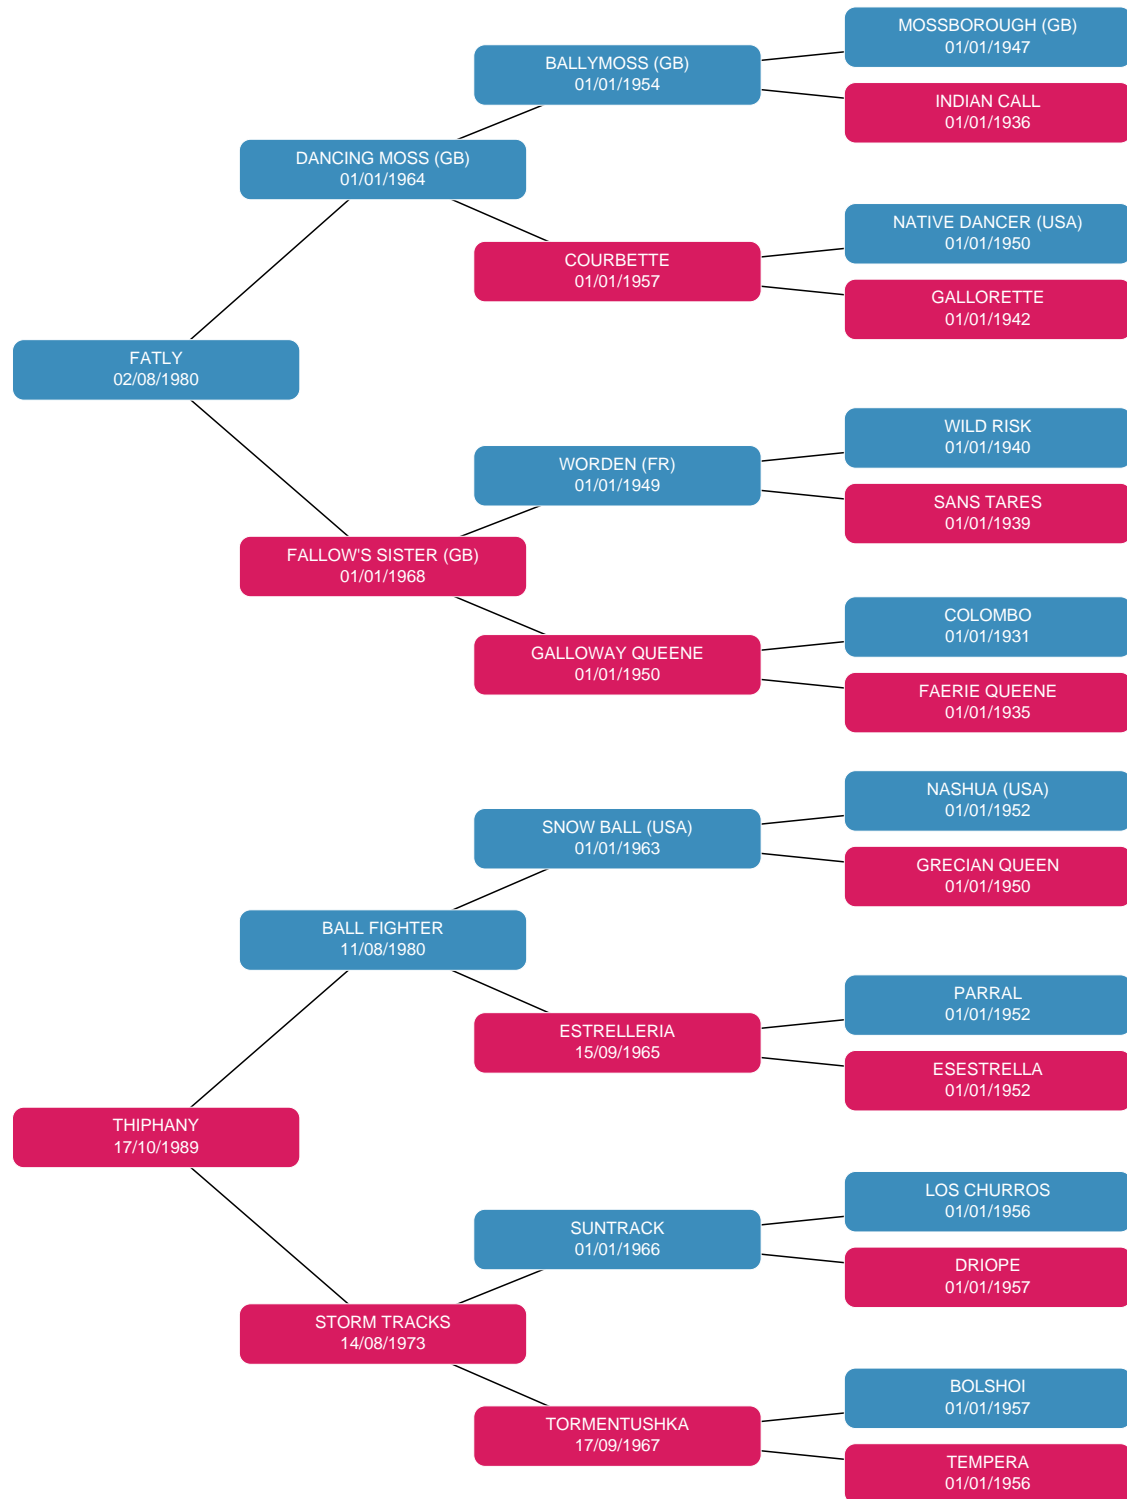 MOSSBOROUGH (GB)
01/01/1947
BALLYMOSS (GB)
01/01/1954
INDIAN CALL
01/01/1936
DANCING MOSS (GB)
01/01/1964
NATIVE DANCER (USA)
01/01/1950
COURBETTE
01/01/1957
GALLORETTE
01/01/1942
FATLY
02/08/1980
WILD RISK
01/01/1940
WORDEN (FR)
01/01/1949
SANS TARES
01/01/1939
FALLOW'S SISTER (GB)
01/01/1968
COLOMBO
01/01/1931
GALLOWAY QUEENE
01/01/1950
FAERIE QUEENE
01/01/1935
NASHUA (USA)
01/01/1952
SNOW BALL (USA)
01/01/1963
GRECIAN QUEEN
01/01/1950
BALL FIGHTER
11/08/1980
PARRAL
01/01/1952
ESTRELLERIA
15/09/1965
ESESTRELLA
01/01/1952
THIPHANY
17/10/1989
LOS CHURROS
01/01/1956
SUNTRACK
01/01/1966
DRIOPE
01/01/1957
STORM TRACKS
14/08/1973
BOLSHOI
01/01/1957
TORMENTUSHKA
17/09/1967
TEMPERA
01/01/1956